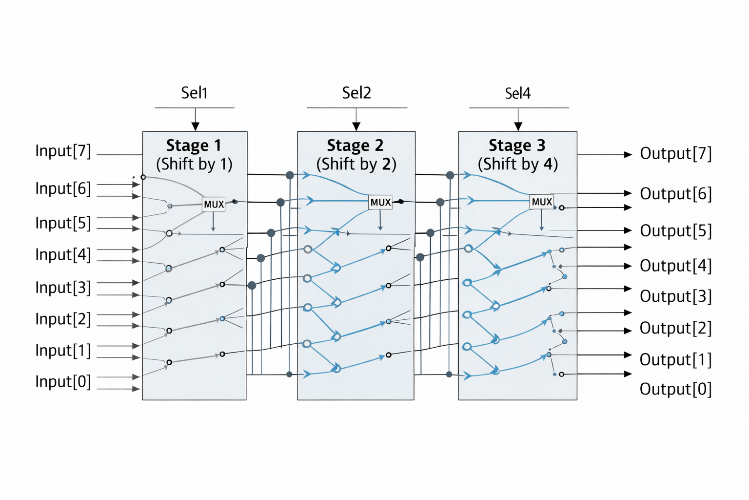 Sel1
Sel2
Sel4
Stage 1
(Shift by 1)
Stage 2
(Shift by 2)
Stage 3
(Shift by 4)
Input[7]
Input[6]
Input[5]
Input[4]
Input[3]
Input[2]
Input[1]
Input[0]
MUX
MUX
MUX
Output[7]
Output[6]
Output[5]
Output[4]
Output[3]
Output[2]
Output[1]
Output[0]